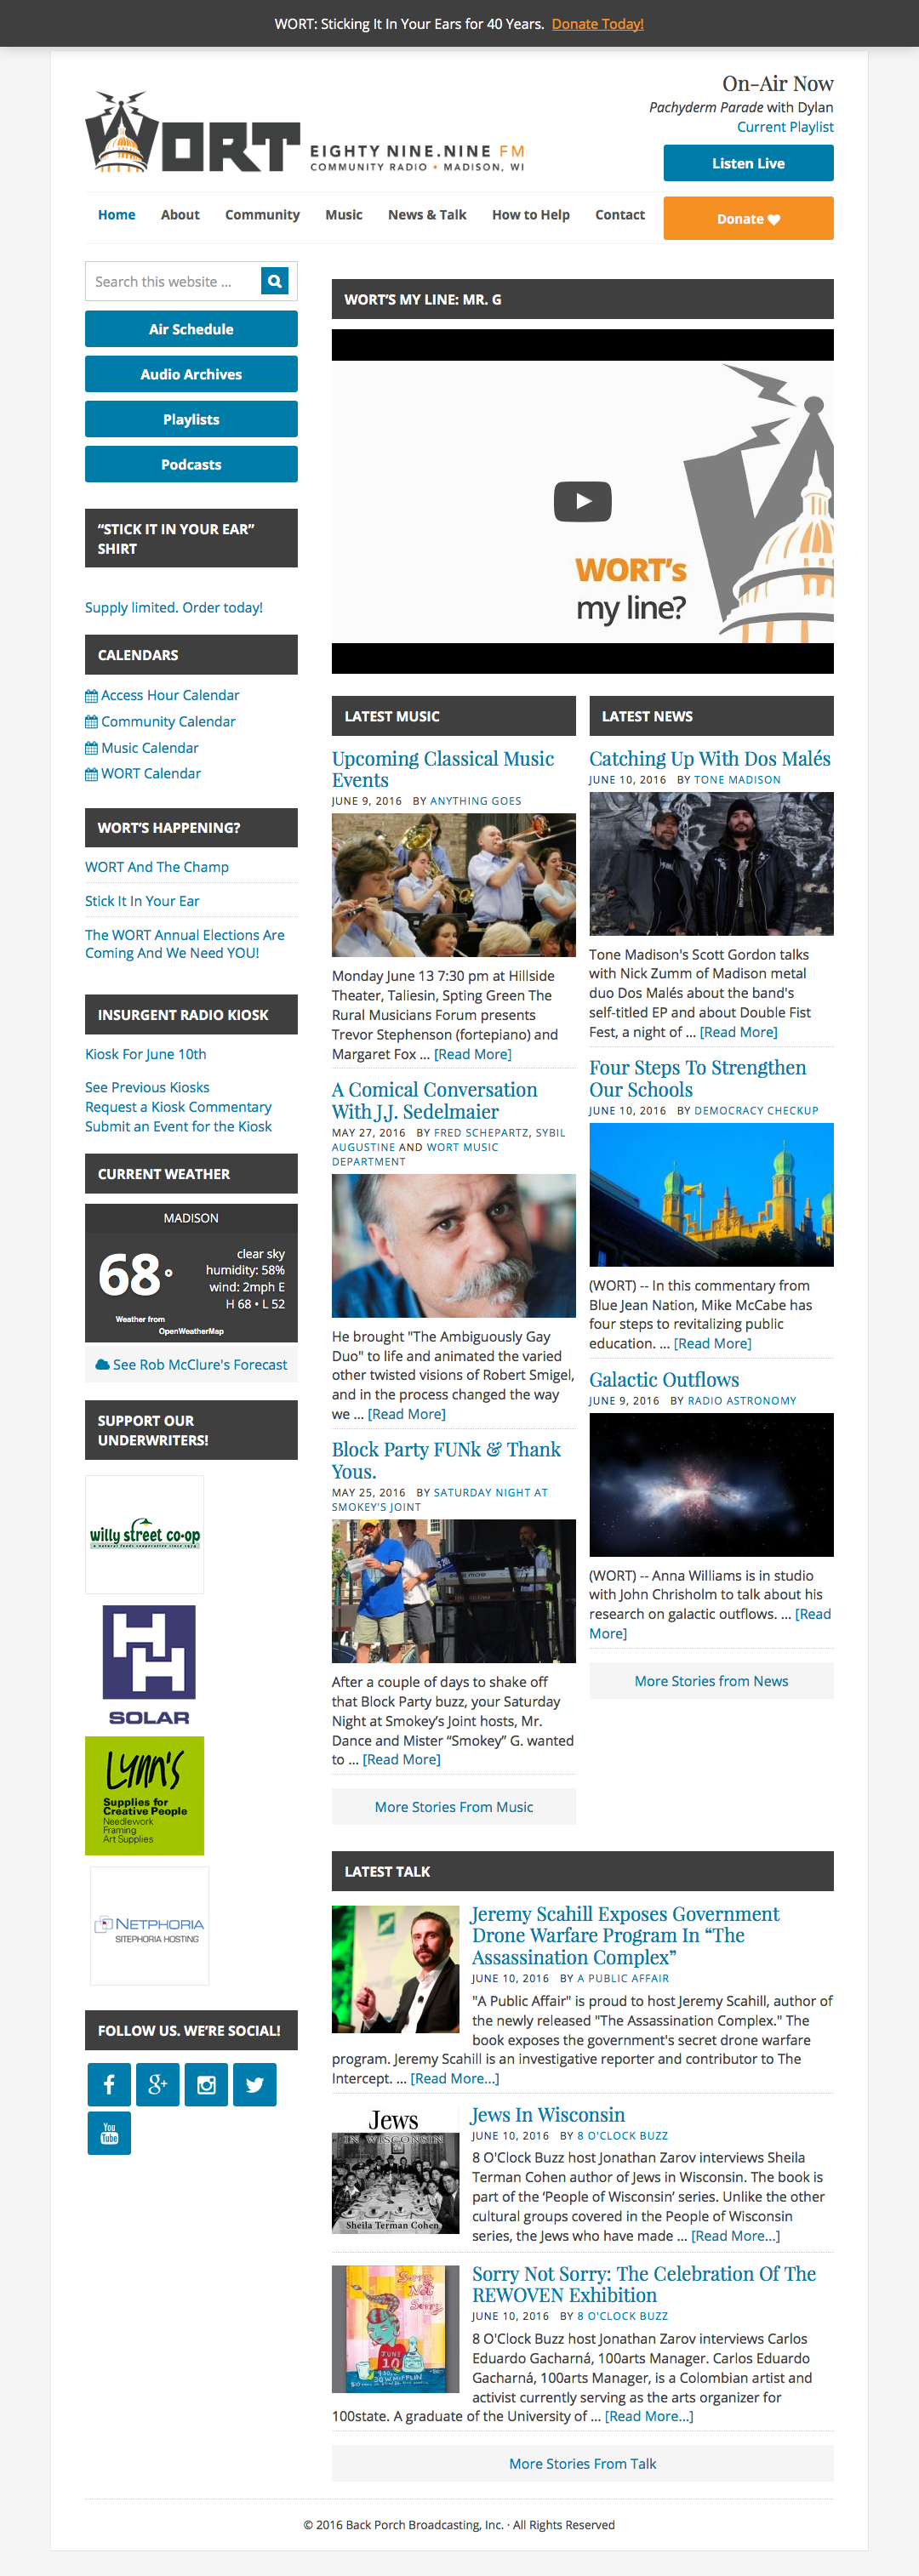 WORT: Sticking It In Your Ears for 40 Years. Donate Today!
WORT
EIGHTY NINE.NINE FM
COMMUNITY RADIO • MADISON, WI
On-Air Now
Pachyderm Parade with Dylan
Current Playlist
Listen Live
Home About Community Music News & Talk How to Help Contact
Donate
Search this website ...
Air Schedule
Audio Archives
Playlists
Podcasts
“STICK IT IN YOUR EAR”
SHIRT
Supply limited. Order today!
CALENDARS
Access Hour Calendar
Community Calendar
Music Calendar
WORT Calendar
WORT’S HAPPENING?
WORT And The Champ
Stick It In Your Ear
The WORT Annual Elections Are
Coming And We Need YOU!
INSURGENT RADIO KIOSK
Kiosk For June 10th
See Previous Kiosks
Request a Kiosk Commentary
Submit an Event for the Kiosk
CURRENT WEATHER
MADISON
68°
clear sky
humidity: 58%
wind: 2mph E
H 68 • L 52
Weather from
OpenWeatherMap
See Rob McClure's Forecast
SUPPORT OUR
UNDERWRITERS!
willy street co-op
a natural foods cooperative since 1974
HH
SOLAR
Lynn's
Supplies for
Creative People
Needlework
Framing
Art Supplies
NETPHORIA
SITEPHORIA HOSTING
FOLLOW US. WE’RE SOCIAL!
You
Tube
WORT’S MY LINE: MR. G
WORT’s
my line?
LATEST MUSIC
Upcoming Classical Music
Events
JUNE 9, 2016 BY ANYTHING GOES
Monday June 13 7:30 pm at Hillside
Theater, Taliesin, Spting Green The
Rural Musicians Forum presents
Trevor Stephenson (fortepiano) and
Margaret Fox ... [Read More]
A Comical Conversation
With J.J. Sedelmaier
MAY 27, 2016 BY FRED SCHEPARTZ, SYBIL
AUGUSTINE AND WORT MUSIC
DEPARTMENT
He brought "The Ambiguously Gay
Duo" to life and animated the varied
other twisted visions of Robert Smigel,
and in the process changed the way
we ... [Read More]
Block Party FUNk & Thank
Yous.
MAY 25, 2016 BY SATURDAY NIGHT AT
SMOKEY'S JOINT
After a couple of days to shake off
that Block Party buzz, your Saturday
Night at Smokey’s Joint hosts, Mr.
Dance and Mister “Smokey” G. wanted
to ... [Read More]
More Stories From Music
LATEST NEWS
Catching Up With Dos Malés
JUNE 10, 2016 BY TONE MADISON
Tone Madison's Scott Gordon talks
with Nick Zumm of Madison metal
duo Dos Malés about the band's
self-titled EP and about Double Fist
Fest, a night of ... [Read More]
Four Steps To Strengthen
Our Schools
JUNE 10, 2016 BY DEMOCRACY CHECKUP
(WORT) -- In this commentary from
Blue Jean Nation, Mike McCabe has
four steps to revitalizing public
education. ... [Read More]
Galactic Outflows
JUNE 9, 2016 BY RADIO ASTRONOMY
(WORT) -- Anna Williams is in studio
with John Chrisholm to talk about his
research on galactic outflows. ... [Read
More]
More Stories from News
LATEST TALK
Jeremy Scahill Exposes Government
Drone Warfare Program In “The
Assassination Complex”
JUNE 10, 2016 BY A PUBLIC AFFAIR
"A Public Affair" is proud to host Jeremy Scahill, author of
the newly released "The Assassination Complex." The
book exposes the government's secret drone warfare
program. Jeremy Scahill is an investigative reporter and contributor to The
Intercept. ... [Read More...]
Jews
IN WISCONSIN
Sheila Terman Cohen
Jews In Wisconsin
JUNE 10, 2016 BY 8 O'CLOCK BUZZ
8 O'Clock Buzz host Jonathan Zarov interviews Sheila
Terman Cohen author of Jews in Wisconsin. The book is
part of the ‘People of Wisconsin’ series. Unlike the other
cultural groups covered in the People of Wisconsin
series, the Jews who have made ... [Read More...]
Sorry
Not
Sorry
JUNI
10
Sorry Not Sorry: The Celebration Of The
REWOVEN Exhibition
JUNE 10, 2016 BY 8 O'CLOCK BUZZ
8 O'Clock Buzz host Jonathan Zarov interviews Carlos
Eduardo Gacharná, 100arts Manager. Carlos Eduardo
Gacharná, 100arts Manager, is a Colombian artist and
activist currently serving as the arts organizer for
100state. A graduate of the University of ... [Read More...]
More Stories From Talk
© 2016 Back Porch Broadcasting, Inc. · All Rights Reserved